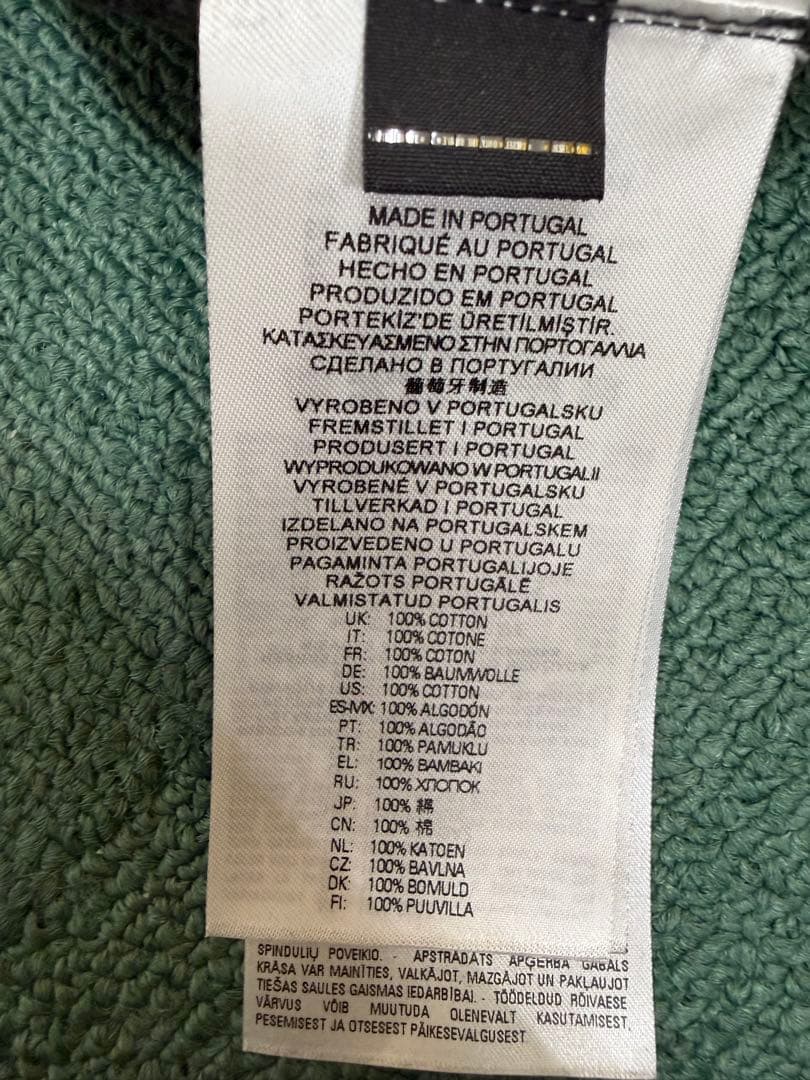 MADE IN PORTUGAL
FABRIQUÉ AU PORTUGAL
HECHO EN PORTUGAL
PRODUZIDO EM PORTUGAL
PORTEKİZ'DE ÜRETİLMİŞTİR.
ΚΑΤΑΣΚΕΥΑΣΜΕΝΟ ΣΤΗΝ ΠΟΡΤΟΓΑΛΛΙΑ
СДЕЛАНО В ПОРТУГАЛИИ
葡萄牙制造
VYROBENO V PORTUGALSKU
FREMSTILLET I PORTUGAL
PRODUSERT I PORTUGAL
WYPRODUKOWANO W PORTUGALII
VYROBENÉ V PORTUGALSKU
TILLVERKAD I PORTUGAL
IZDELANO NA PORTUGALSKEM
PROIZVEDENO U PORTUGALU
PAGAMINTA PORTUGALIJOJE
RAŽOTS PORTUGĀLĒ
VALMISTATUD PORTUGALIS
UK: 100% COTTON
IT: 100% COTONE
FR: 100% COTON
DE: 100% BAUMWOLLE
US: 100% COTTON
ES-MX: 100% ALGODÓN
PT: 100% ALGODÃO
TR: 100% PAMUKLU
EL: 100% ΒΑΜΒΑΚΙ
RU: 100% ХЛОПОК
JP: 100% 綿
CN: 100% 棉
NL: 100% KATOEN
CZ: 100% BAVLNA
DK: 100% BOMULD
FI: 100% PUUVILLA
SPINDULIŲ POVEIKIO. - APSTRĀDĀTS APĢĒRBA GABALS
KRĀSA VAR MAINĪTIES, VALKĀJOT, MAZGĀJOT UN PAKĻAUJOT
TIEŠAS SAULES GAISMAS IEDARBĪBAI. - TÖÖDELDUD RÕIVAESE
VÄRVUS VÕIB MUUTUDA OLENEVALT KASUTAMISEST,
PESEMISEST JA OTSESEST PÄIKESEVALGUSEST